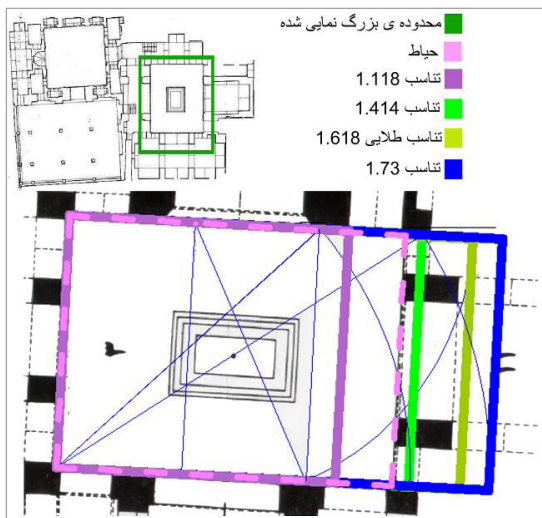 محدوده ی بزرگ نمایی شده
حیاط
تناسب 1.118
تناسب 1.414
تناسب طلایی 1.618
تناسب 1.73